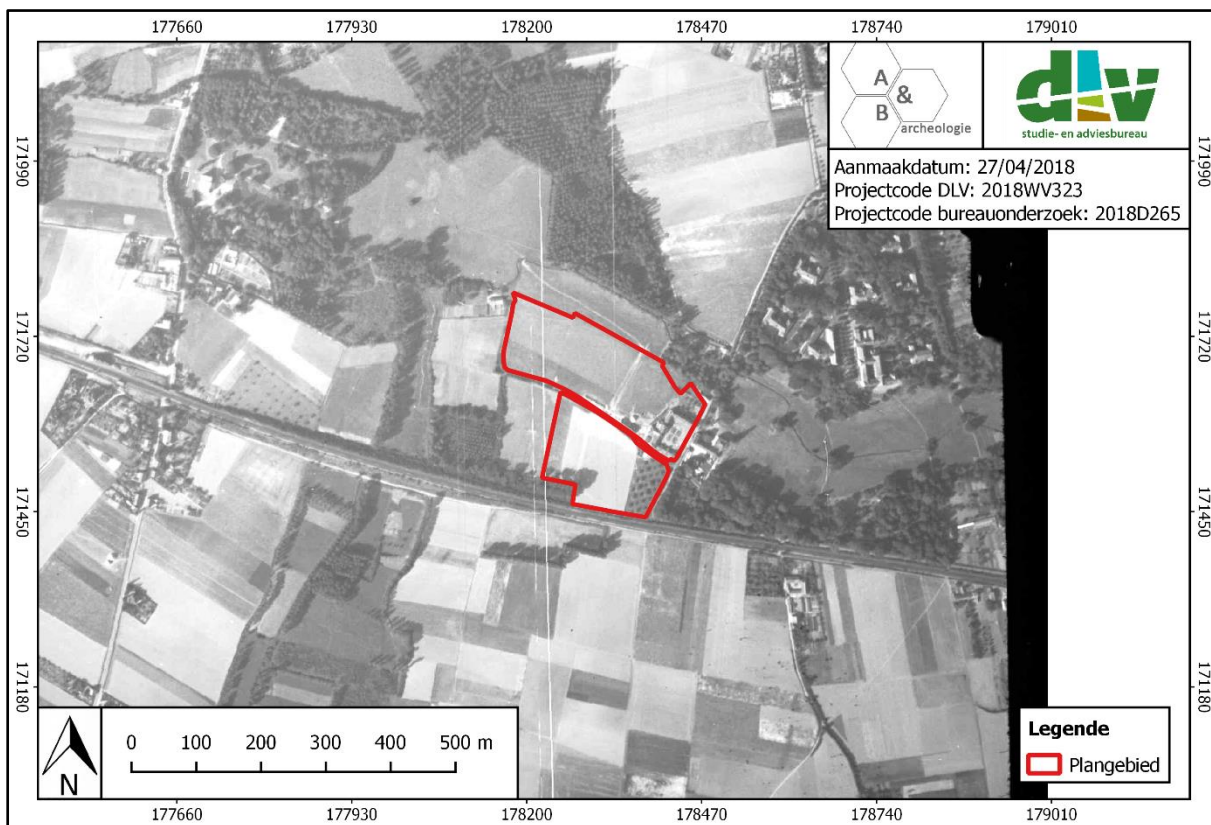 177660 177930 178200 178470 178740 179010
171990
171720
171450
171180
A
&
B
archeologie
dlv
studie- en adviesbureau
Aanmaakdatum: 27/04/2018
Projectcode DLV: 2018WV323
Projectcode bureauonderzoek: 2018D265
171990
171720
171450
171180
N
0 100 200 300 400 500 m
Legende
Plangebied
177660 177930 178200 178470 178740 179010